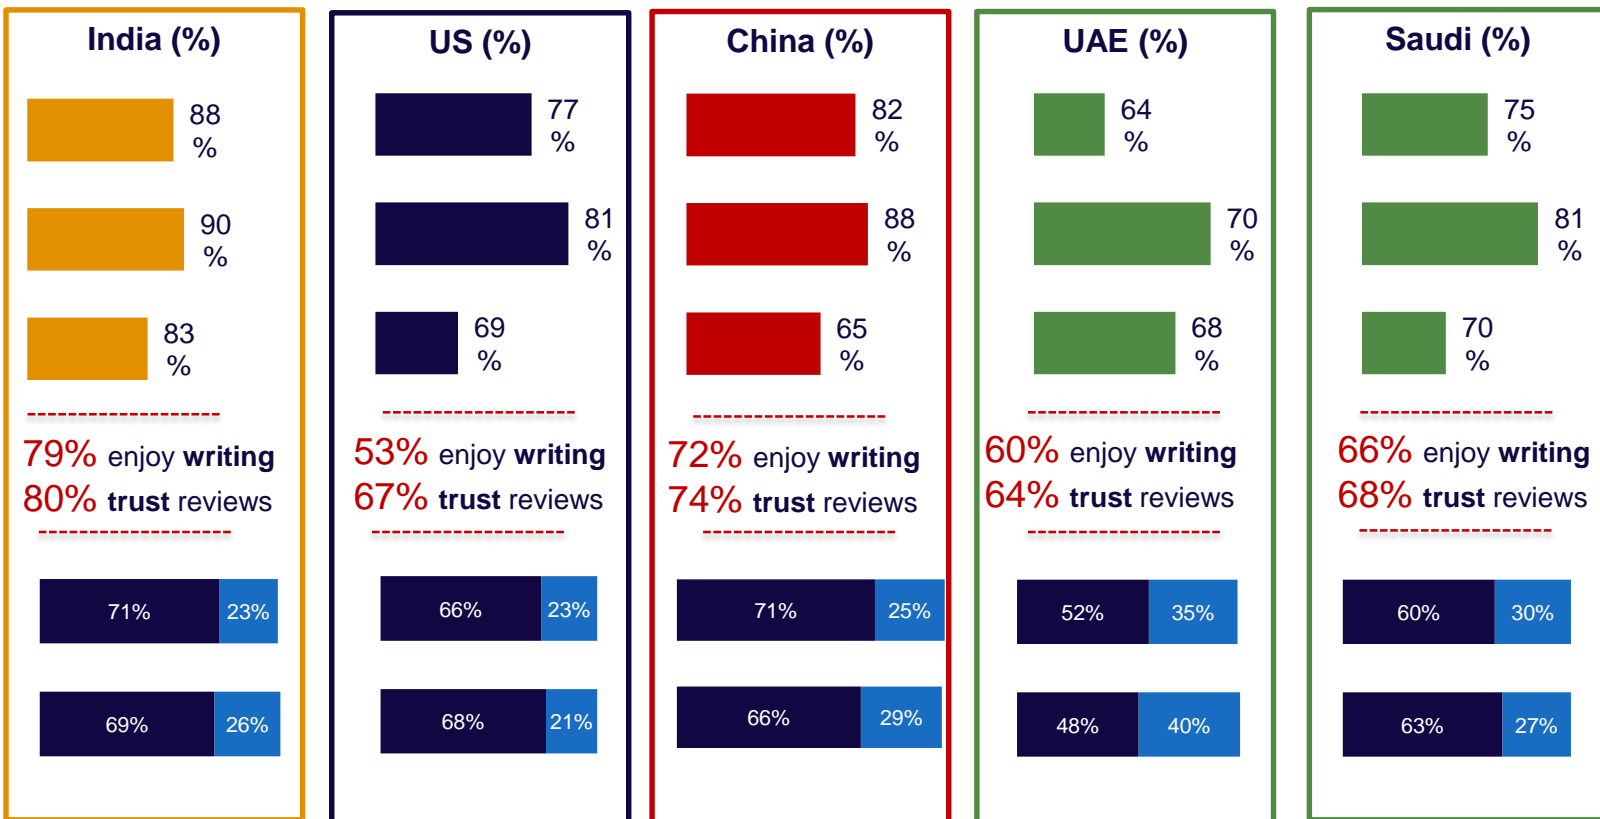 India (%)
88
%
90
%
83
%
79% enjoy writing
80% trust reviews
71% 23%
69% 26%
US (%)
77
%
81
%
69
%
53% enjoy writing
67% trust reviews
66% 23%
68% 21%
China (%)
82
%
88
%
65
%
72% enjoy writing
74% trust reviews
71% 25%
66% 29%
UAE (%)
64
%
70
%
68
%
60% enjoy writing
64% trust reviews
52% 35%
48% 40%
Saudi (%)
75
%
81
%
70
%
66% enjoy writing
68% trust reviews
60% 30%
63% 27%